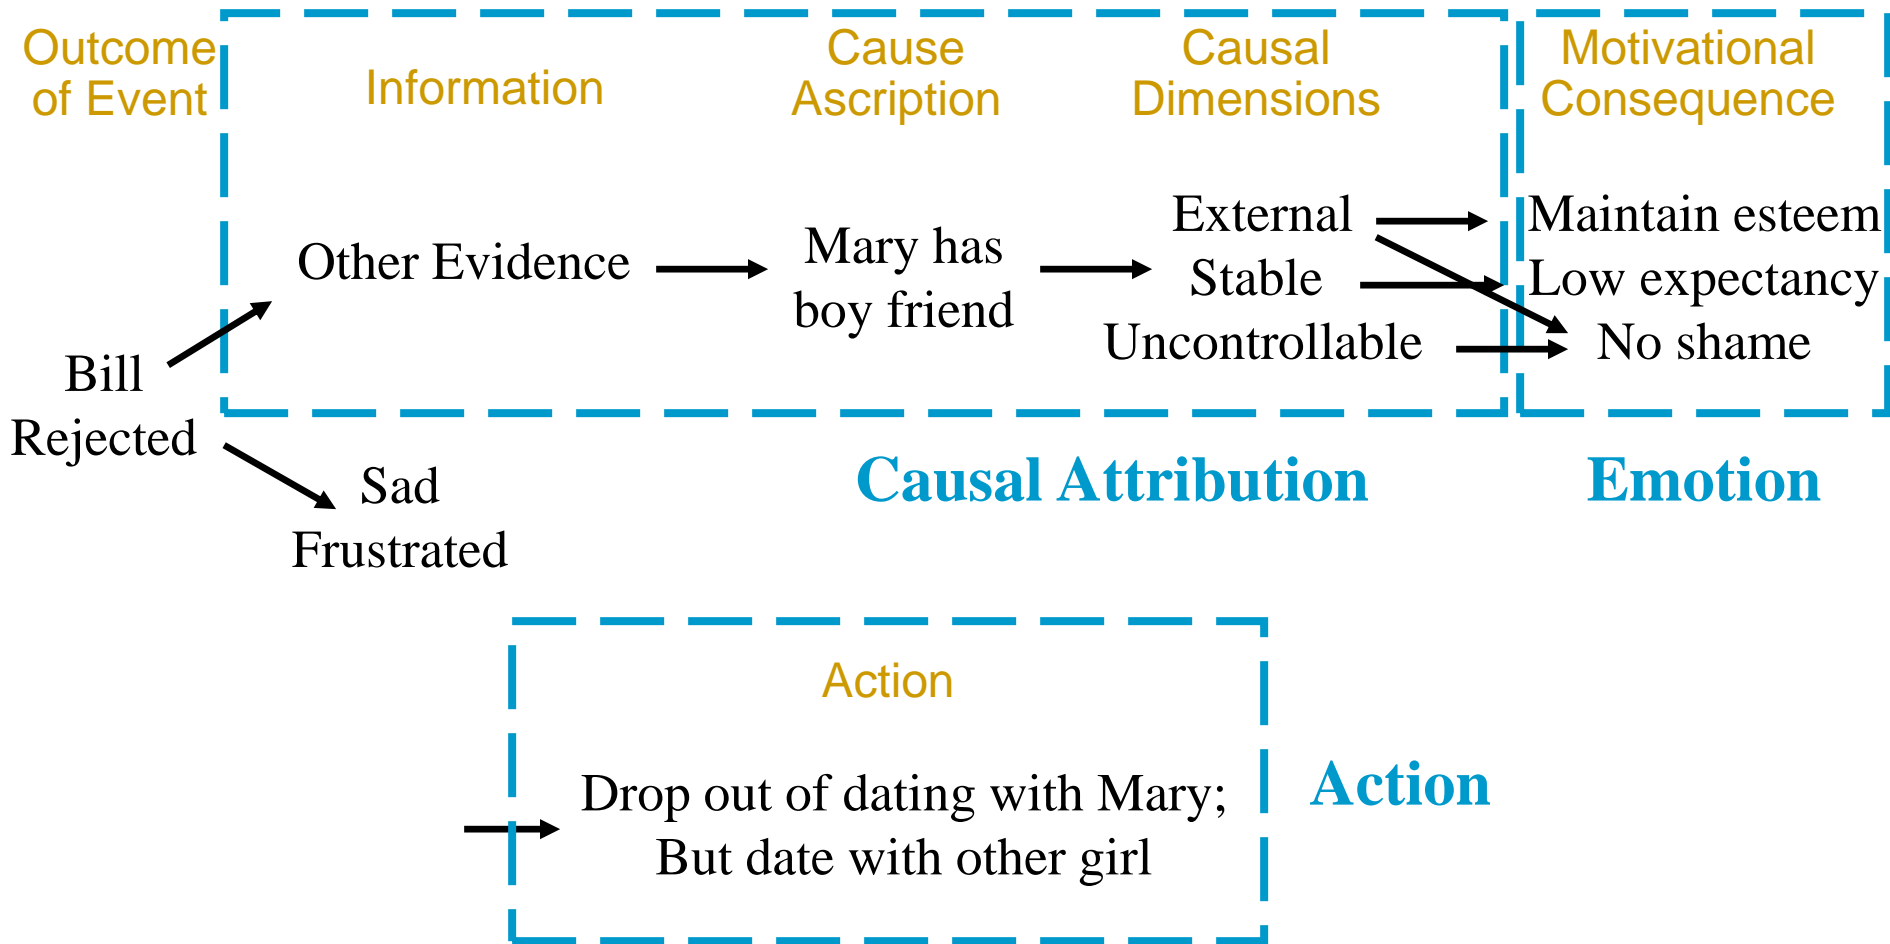 Outcome
of Event
Information
Cause
Ascription
Causal
Dimensions
Motivational
Consequence
Bill
Rejected
Other Evidence
Mary has
boy friend
External
Stable
Uncontrollable
Maintain esteem
Low expectancy
No shame
Sad
Frustrated
Causal Attribution
Emotion
Action
Drop out of dating with Mary;
But date with other girl
Action